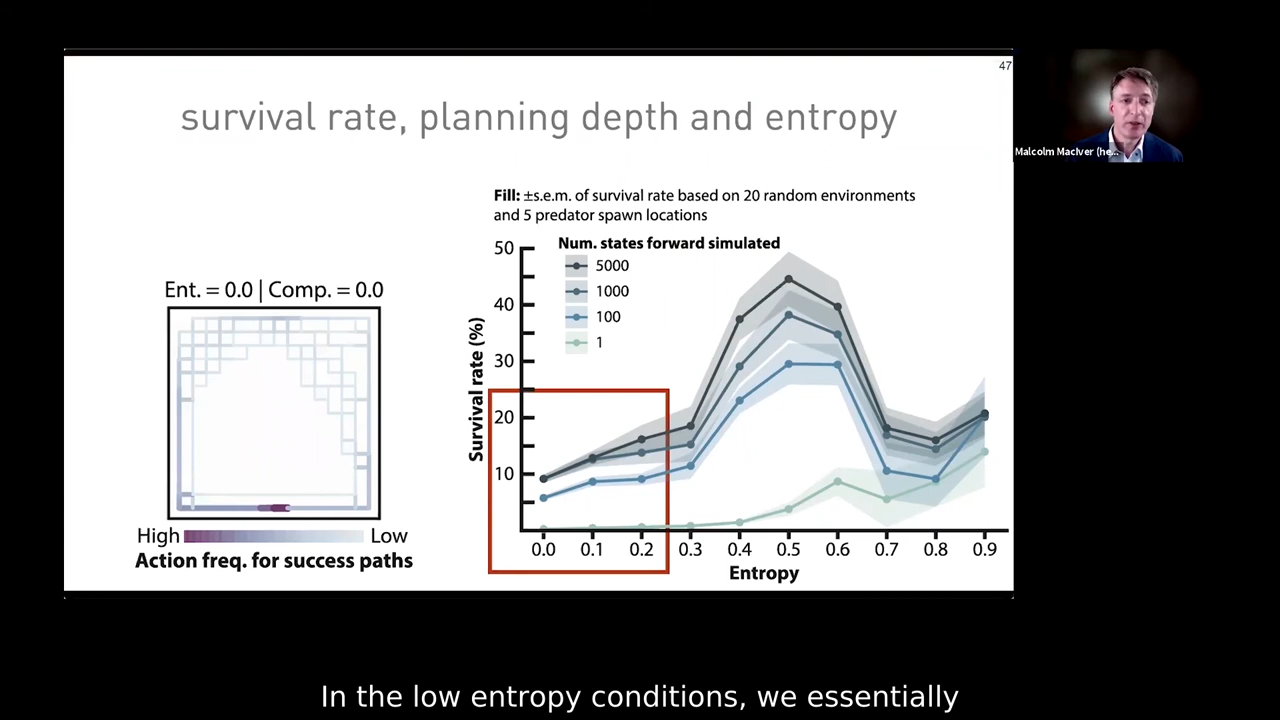 47
survival rate, planning depth and entropy
Malcolm MacIver (he...
Fill: ±s.e.m. of survival rate based on 20 random environments
and 5 predator spawn locations
Num. states forward simulated
5000
1000
100
1
50
40
30
20
10
Survival rate (%)
0.0 0.1 0.2 0.3 0.4 0.5 0.6 0.7 0.8 0.9
Entropy
Ent. = 0.0 | Comp. = 0.0
High Low
Action freq. for success paths
In the low entropy conditions, we essentially